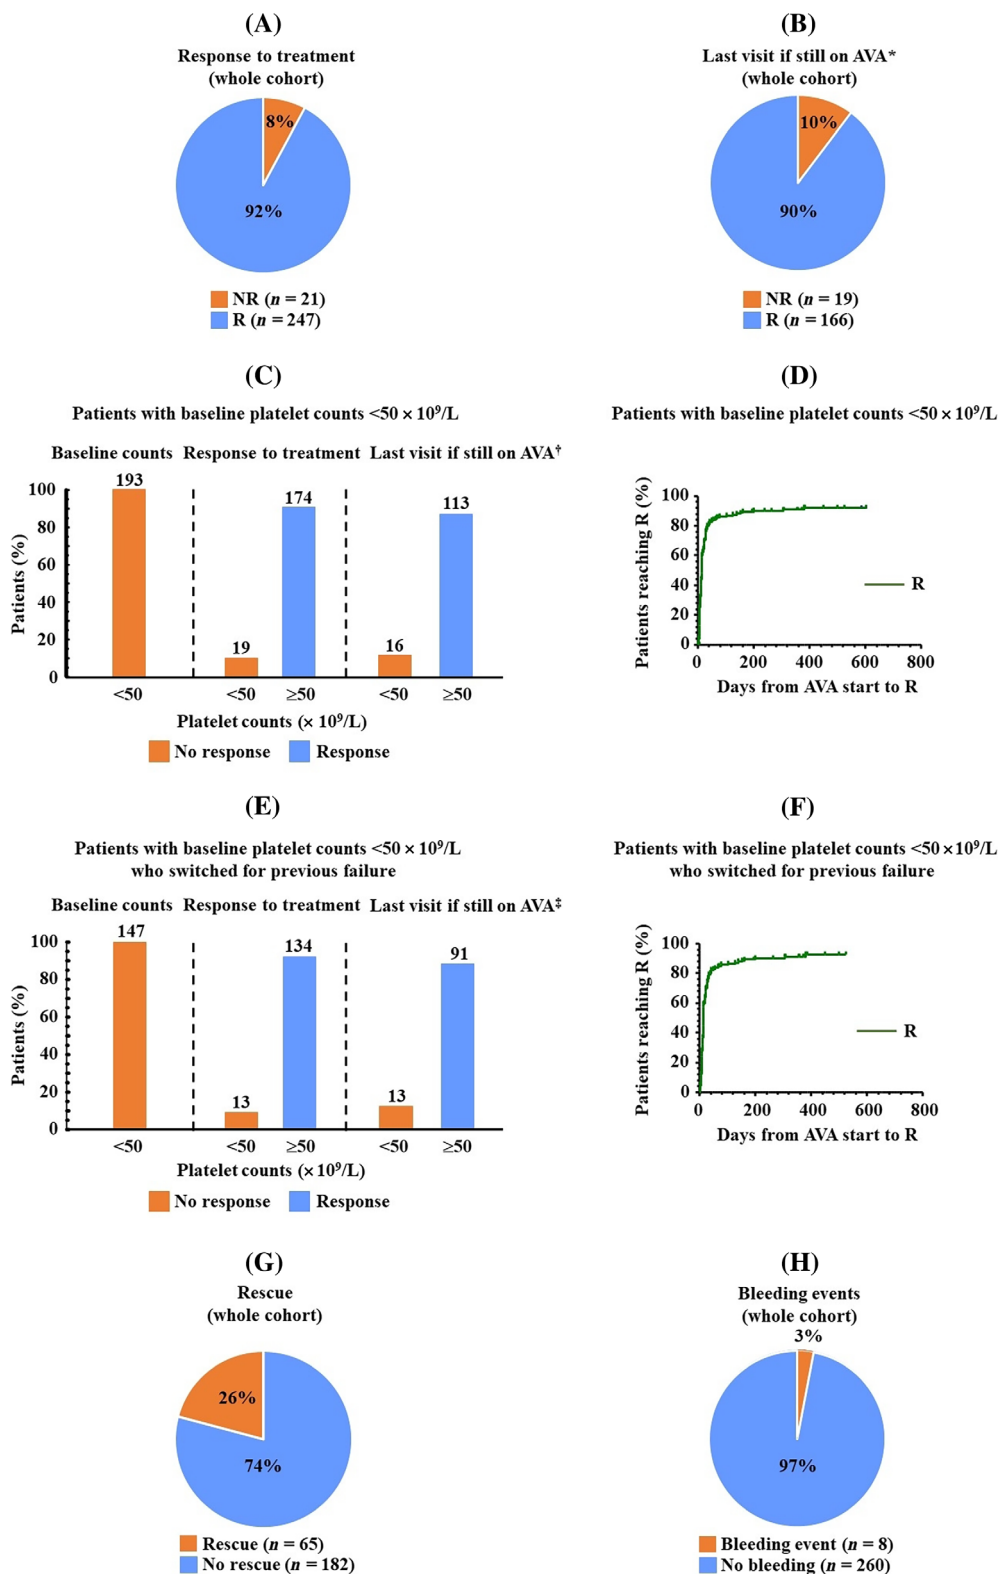 (A)
Response to treatment
(whole cohort)
8%
92%
NR (n = 21)
R (n = 247)
(B)
Last visit if still on AVA*
(whole cohort)
10%
90%
NR (n = 19)
R (n = 166)
(C)
Patients with baseline platelet counts <50 × 10⁹/L
Baseline counts Response to treatment Last visit if still on AVA†
193
174
113
19
16
100
80
60
40
20
0
Patients (%)
<50 <50 ≥50 <50 ≥50
Platelet counts (× 10⁹/L)
No response Response
(D)
Patients with baseline platelet counts <50 × 10⁹/L
Patients reaching R (%)
100
80
60
40
20
0
R
0 200 400 600 800
Days from AVA start to R
(E)
Patients with baseline platelet counts <50 × 10⁹/L
who switched for previous failure
Baseline counts Response to treatment Last visit if still on AVA‡
147
134
91
13
13
100
80
60
40
20
0
Patients (%)
<50 <50 ≥50 <50 ≥50
Platelet counts (× 10⁹/L)
No response Response
(F)
Patients with baseline platelet counts <50 × 10⁹/L
who switched for previous failure
Patients reaching R (%)
100
80
60
40
20
0
R
0 200 400 600 800
Days from AVA start to R
(G)
Rescue
(whole cohort)
26%
74%
Rescue (n = 65)
No rescue (n = 182)
(H)
Bleeding events
(whole cohort)
3%
97%
Bleeding event (n = 8)
No bleeding (n = 260)